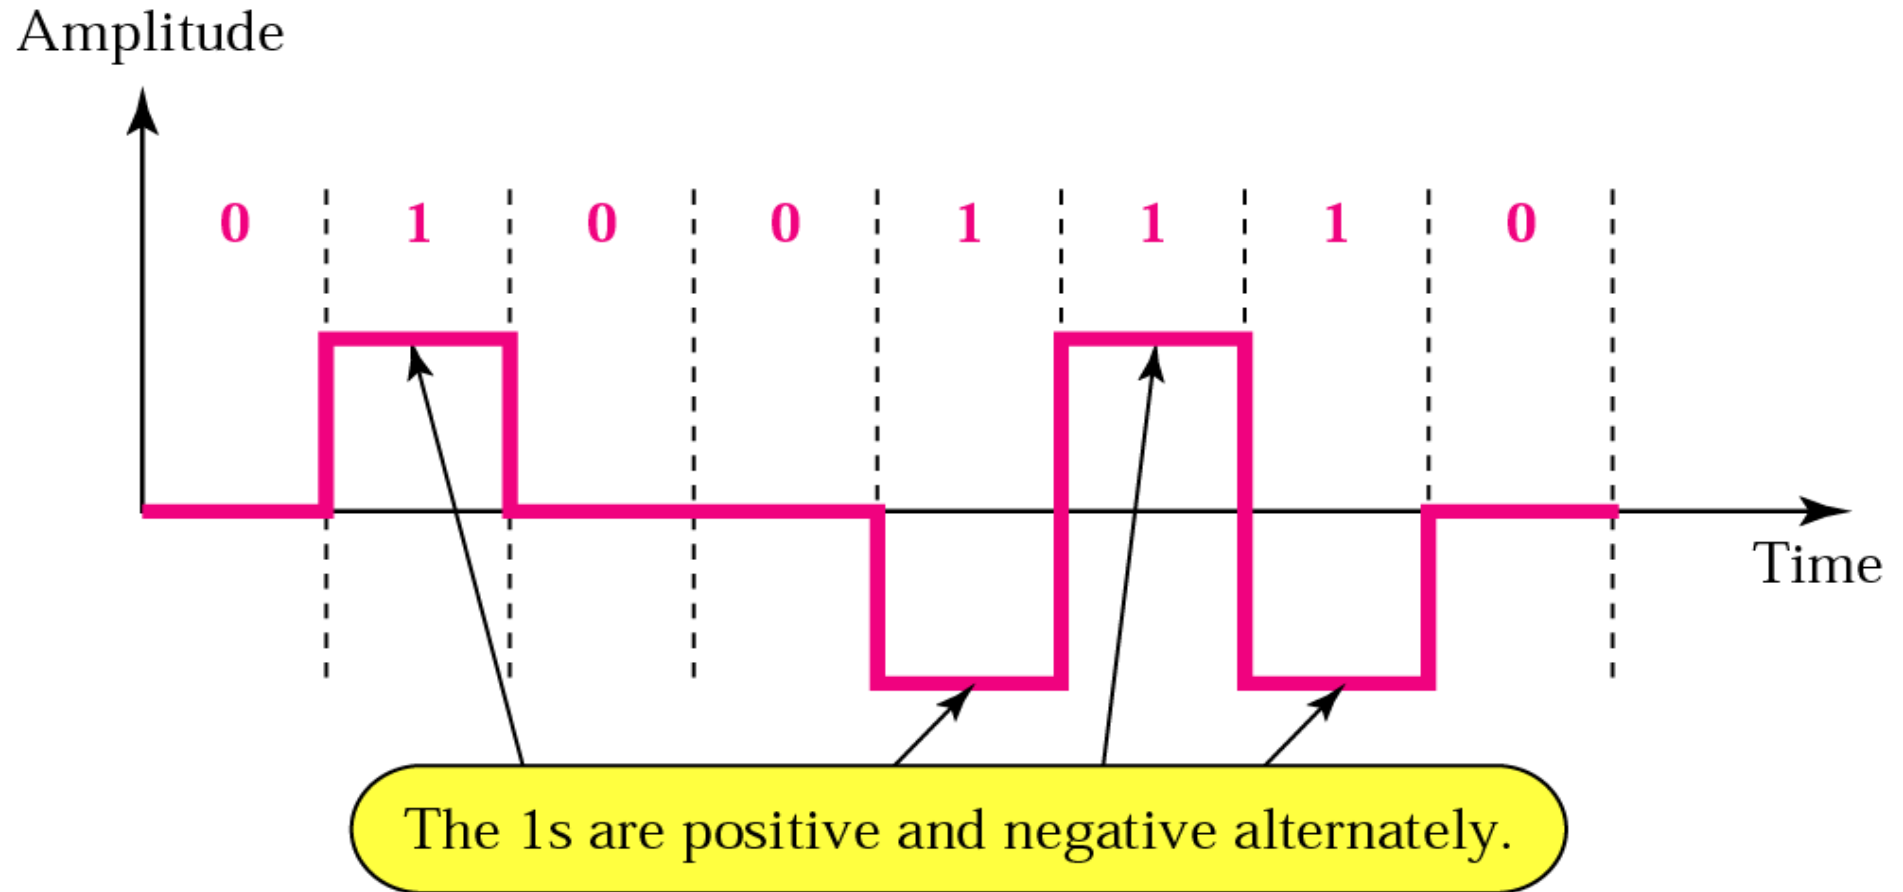 Amplitude
0 1 0 0 1 1 1 0
Time
The 1s are positive and negative alternately.